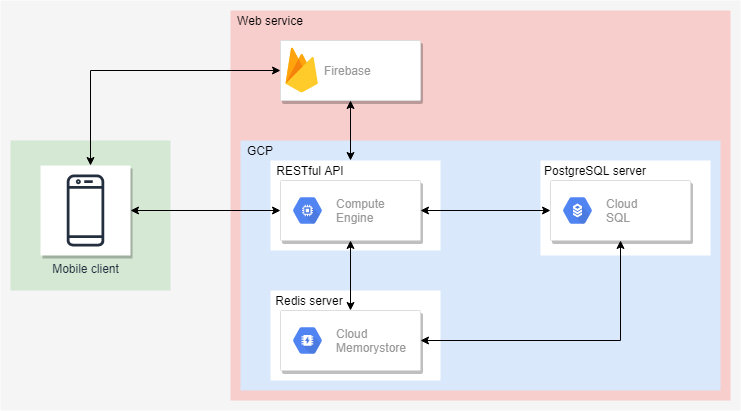 Web service
Firebase
GCP
RESTful API
Compute
Engine
PostgreSQL server
Cloud
SQL
Mobile client
Redis server
Cloud
Memorystore